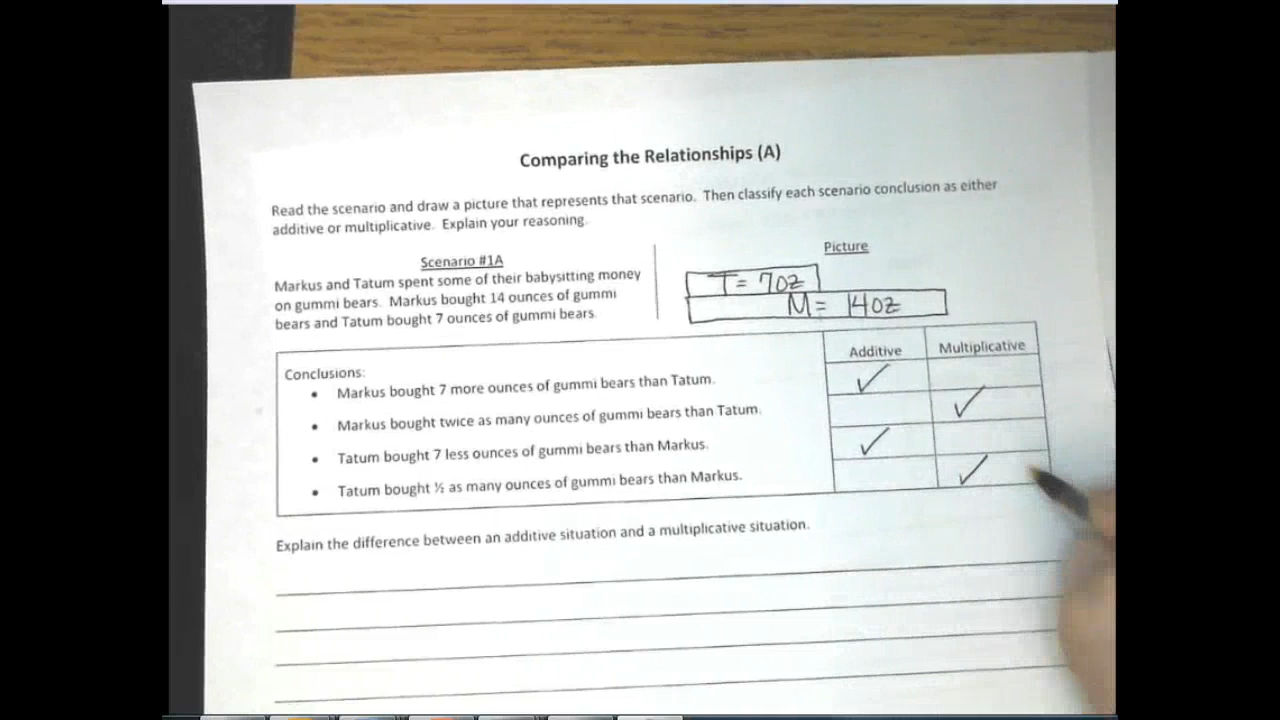 Comparing the Relationships (A)
Read the scenario and draw a picture that represents that scenario. Then classify each scenario conclusion as either
additive or multiplicative. Explain your reasoning.
Scenario #1A
Markus and Tatum spent some of their babysitting money
on gummi bears. Markus bought 14 ounces of gummi
bears and Tatum bought 7 ounces of gummi bears.
Picture
T = 7oz
M = 14oz
Additive Multiplicative
Conclusions:
• Markus bought 7 more ounces of gummi bears than Tatum. ✓
• Markus bought twice as many ounces of gummi bears than Tatum. ✓
• Tatum bought 7 less ounces of gummi bears than Markus. ✓
• Tatum bought ½ as many ounces of gummi bears than Markus. ✓
Explain the difference between an additive situation and a multiplicative situation.